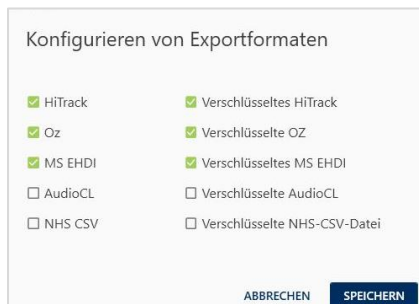 Konfigurieren von Exportformaten
HiTrack Verschlüsseltes HiTrack
Oz Verschlüsselte OZ
MS EHDI Verschlüsseltes MS EHDI
AudioCL Verschlüsselte AudioCL
NHS CSV Verschlüsselte NHS-CSV-Datei
ABBRECHEN SPEICHERN